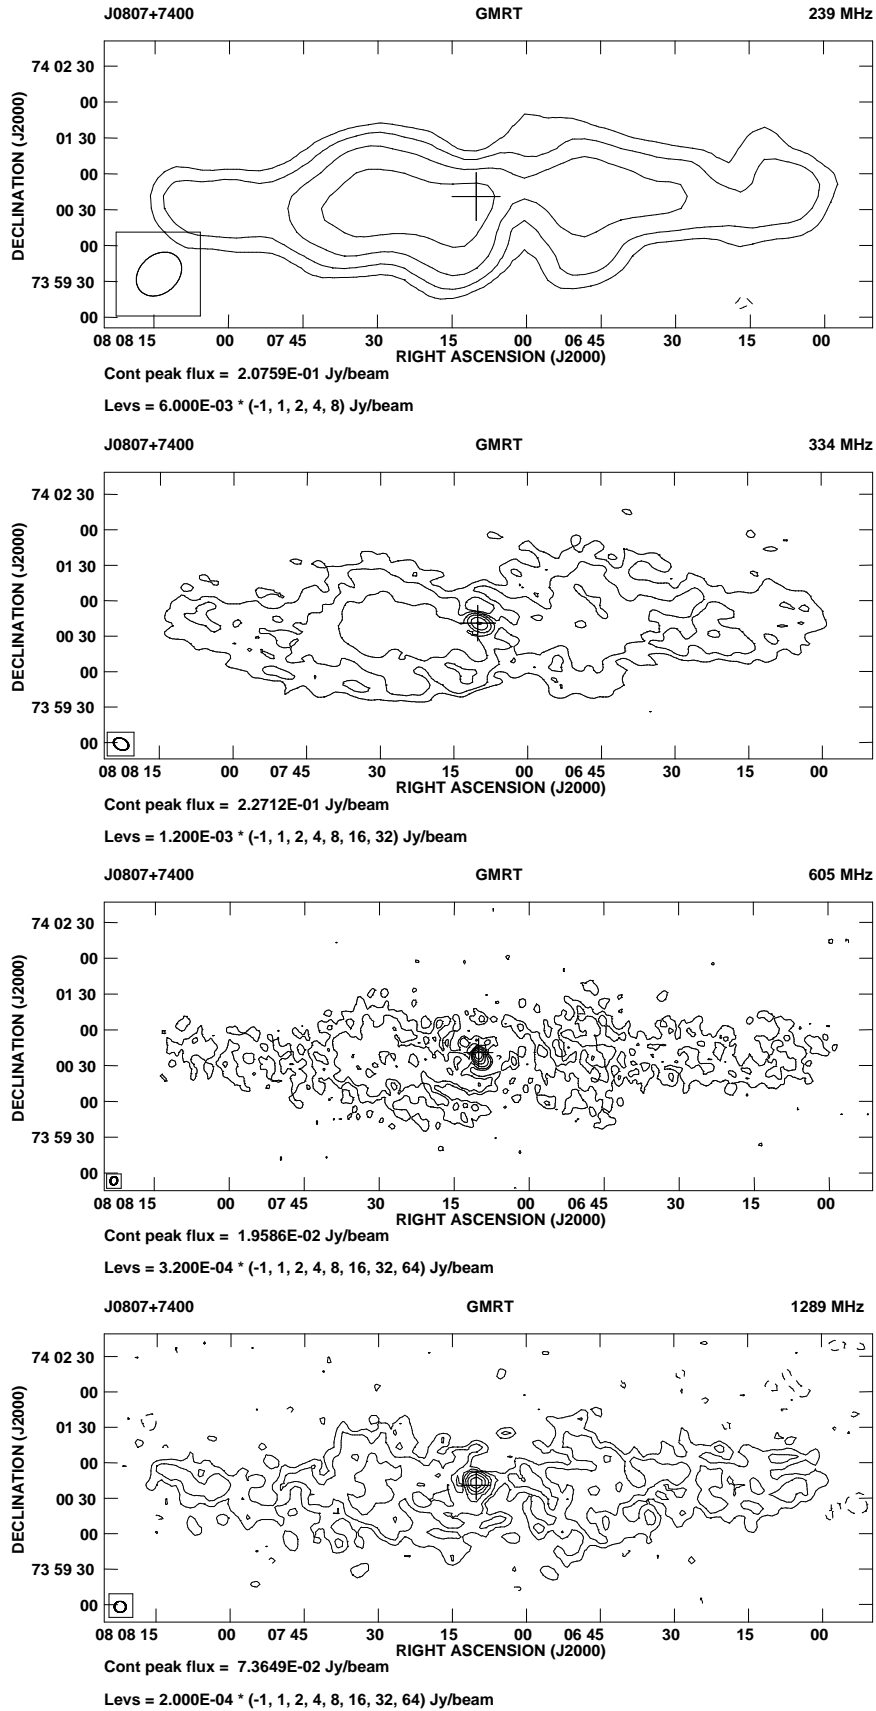 J0807+7400 GMRT 239 MHz
74 02 30
00
01 30
00
00 30
00
73 59 30
00
DECLINATION (J2000)
08 08 15 00 07 45 30 15 00 06 45 30 15 00
RIGHT ASCENSION (J2000)
Cont peak flux = 2.0759E-01 Jy/beam
Levs = 6.000E-03 * (-1, 1, 2, 4, 8) Jy/beam
J0807+7400 GMRT 334 MHz
74 02 30
00
01 30
00
00 30
00
73 59 30
00
DECLINATION (J2000)
08 08 15 00 07 45 30 15 00 06 45 30 15 00
RIGHT ASCENSION (J2000)
Cont peak flux = 2.2712E-01 Jy/beam
Levs = 1.200E-03 * (-1, 1, 2, 4, 8, 16, 32) Jy/beam
J0807+7400 GMRT 605 MHz
74 02 30
00
01 30
00
00 30
00
73 59 30
00
DECLINATION (J2000)
08 08 15 00 07 45 30 15 00 06 45 30 15 00
RIGHT ASCENSION (J2000)
Cont peak flux = 1.9586E-02 Jy/beam
Levs = 3.200E-04 * (-1, 1, 2, 4, 8, 16, 32, 64) Jy/beam
J0807+7400 GMRT 1289 MHz
74 02 30
00
01 30
00
00 30
00
73 59 30
00
DECLINATION (J2000)
08 08 15 00 07 45 30 15 00 06 45 30 15 00
RIGHT ASCENSION (J2000)
Cont peak flux = 7.3649E-02 Jy/beam
Levs = 2.000E-04 * (-1, 1, 2, 4, 8, 16, 32, 64) Jy/beam